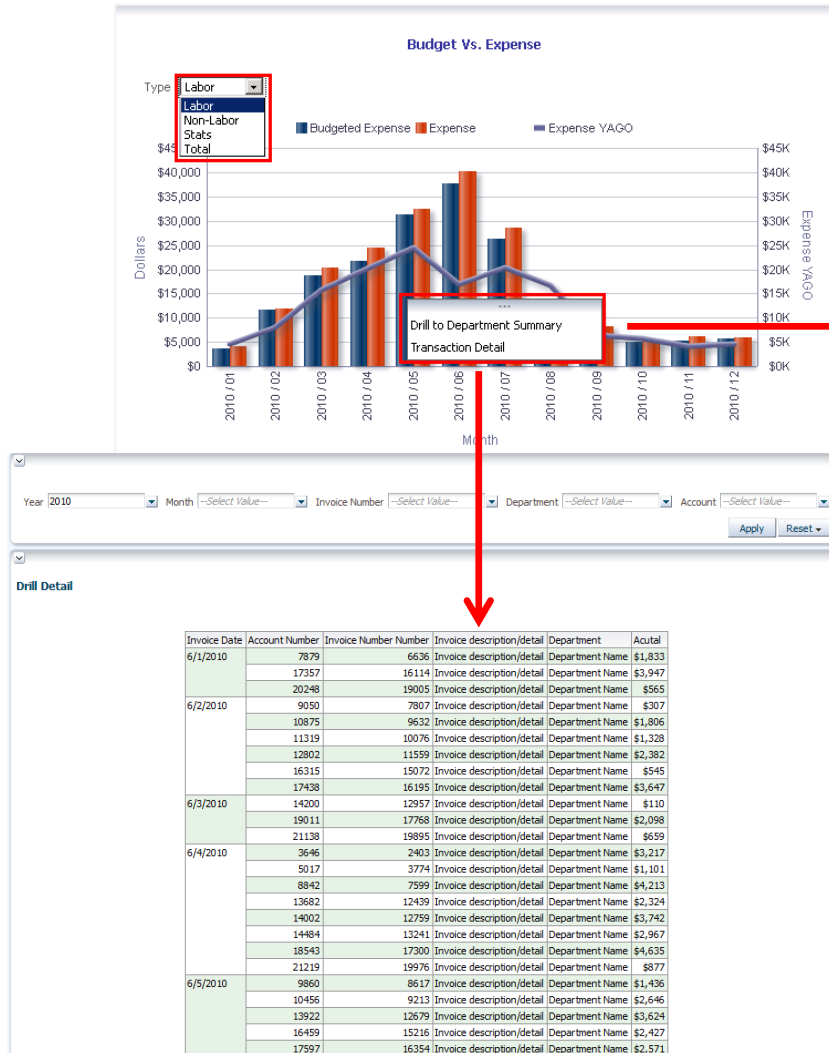 Budget Vs. Expense
Type Labor
Labor
Non-Labor
Stats
Total
Budgeted Expense Expense Expense YAGO
$45K
$40,000 $40K
$35,000 $35K
$30,000 $30K
$25,000 $25K
$20,000 $20K
$15,000 $15K
$10,000 $10K
$5,000 $5K
$0 $0K
Dollars
Expense YAGO
...
Drill to Department Summary
Transaction Detail
2010 / 01 2010 / 02 2010 / 03 2010 / 04 2010 / 05 2010 / 06 2010 / 07 2010 / 08 2010 / 09 2010 / 10 2010 / 11 2010 / 12
Year 2010 Month --Select Value-- Invoice Number --Select Value-- Department --Select Value-- Account --Select Value--
Apply Reset
Drill Detail
Invoice Date Account Number Invoice Number Number Invoice description/detail Department Acutal
6/1/2010 7879 6636 Invoice description/detail Department Name $1,833
17357 16114 Invoice description/detail Department Name $3,947
20248 19005 Invoice description/detail Department Name $565
6/2/2010 9050 7807 Invoice description/detail Department Name $307
10875 9632 Invoice description/detail Department Name $1,806
11319 10076 Invoice description/detail Department Name $1,328
12802 11559 Invoice description/detail Department Name $2,382
16315 15072 Invoice description/detail Department Name $545
17438 16195 Invoice description/detail Department Name $3,647
6/3/2010 14200 12957 Invoice description/detail Department Name $110
19011 17768 Invoice description/detail Department Name $2,098
21138 19895 Invoice description/detail Department Name $659
6/4/2010 3646 2403 Invoice description/detail Department Name $3,217
5017 3774 Invoice description/detail Department Name $1,101
8842 7599 Invoice description/detail Department Name $4,213
13682 12439 Invoice description/detail Department Name $2,324
14002 12759 Invoice description/detail Department Name $3,742
14484 13241 Invoice description/detail Department Name $2,967
18543 17300 Invoice description/detail Department Name $4,635
21219 19976 Invoice description/detail Department Name $877
6/5/2010 9860 8617 Invoice description/detail Department Name $1,436
10456 9213 Invoice description/detail Department Name $2,646
13922 12679 Invoice description/detail Department Name $3,624
16459 15216 Invoice description/detail Department Name $2,427
17597 16354 Invoice description/detail Department Name $2,571